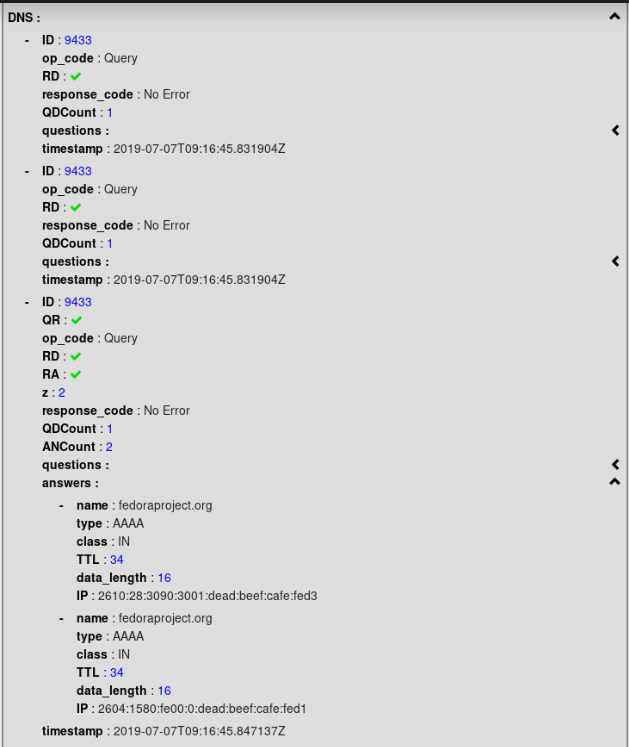 DNS :
- ID : 9433
op_code : Query
RD : ✔
response_code : No Error
QDCount : 1
questions :
timestamp : 2019-07-07T09:16:45.831904Z
- ID : 9433
op_code : Query
RD : ✔
response_code : No Error
QDCount : 1
questions :
timestamp : 2019-07-07T09:16:45.831904Z
- ID : 9433
QR : ✔
op_code : Query
RD : ✔
RA : ✔
z : 2
response_code : No Error
QDCount : 1
ANCount : 2
questions :
answers :
- name : fedoraproject.org
type : AAAA
class : IN
TTL : 34
data_length : 16
IP : 2610:28:3090:3001:dead:beef:cafe:fed3
- name : fedoraproject.org
type : AAAA
class : IN
TTL : 34
data_length : 16
IP : 2604:1580:fe00:0:dead:beef:cafe:fed1
timestamp : 2019-07-07T09:16:45.847137Z